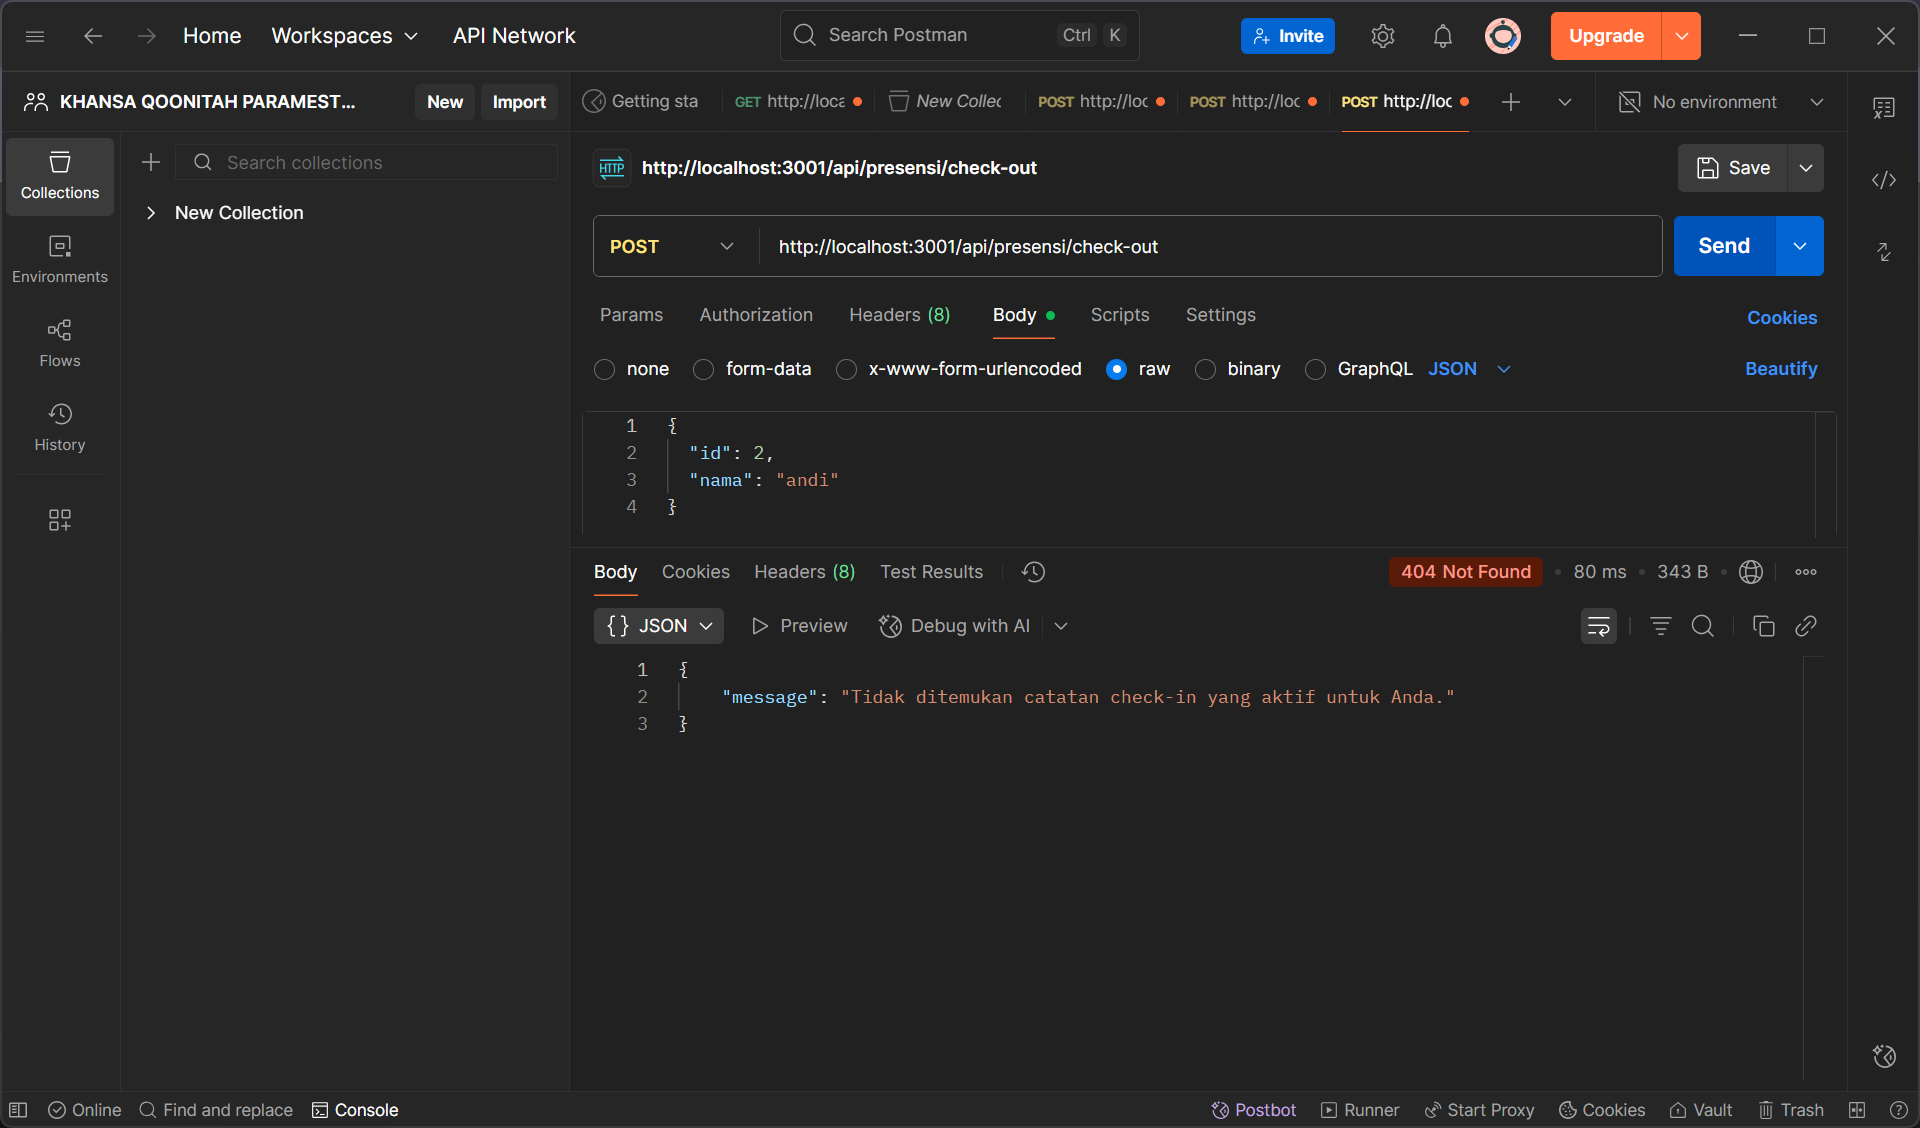 Home
Workspaces
API Network
Search Postman
Ctrl
K
Invite
Upgrade
KHANSA QOONITAH PARAMEST...
New
Import
Getting sta
GET http://loca
New Collec
POST http://loc
POST http://loc
POST http://loc
No environment
Collections
Environments
Flows
History
Search collections
New Collection
HTTP
http://localhost:3001/api/presensi/check-out
Save
POST
http://localhost:3001/api/presensi/check-out
Send
Params
Authorization
Headers (8)
Body
Scripts
Settings
Cookies
none
form-data
x-www-form-urlencoded
raw
binary
GraphQL
JSON
Beautify
1 {
2 "id": 2,
3 "nama": "andi"
4 }
Body
Cookies
Headers (8)
Test Results
404 Not Found
80 ms
343 B
{} JSON
Preview
Debug with AI
1 {
2 "message": "Tidak ditemukan catatan check-in yang aktif untuk Anda."
3 }
Online
Find and replace
Console
Postbot
Runner
Start Proxy
Cookies
Vault
Trash